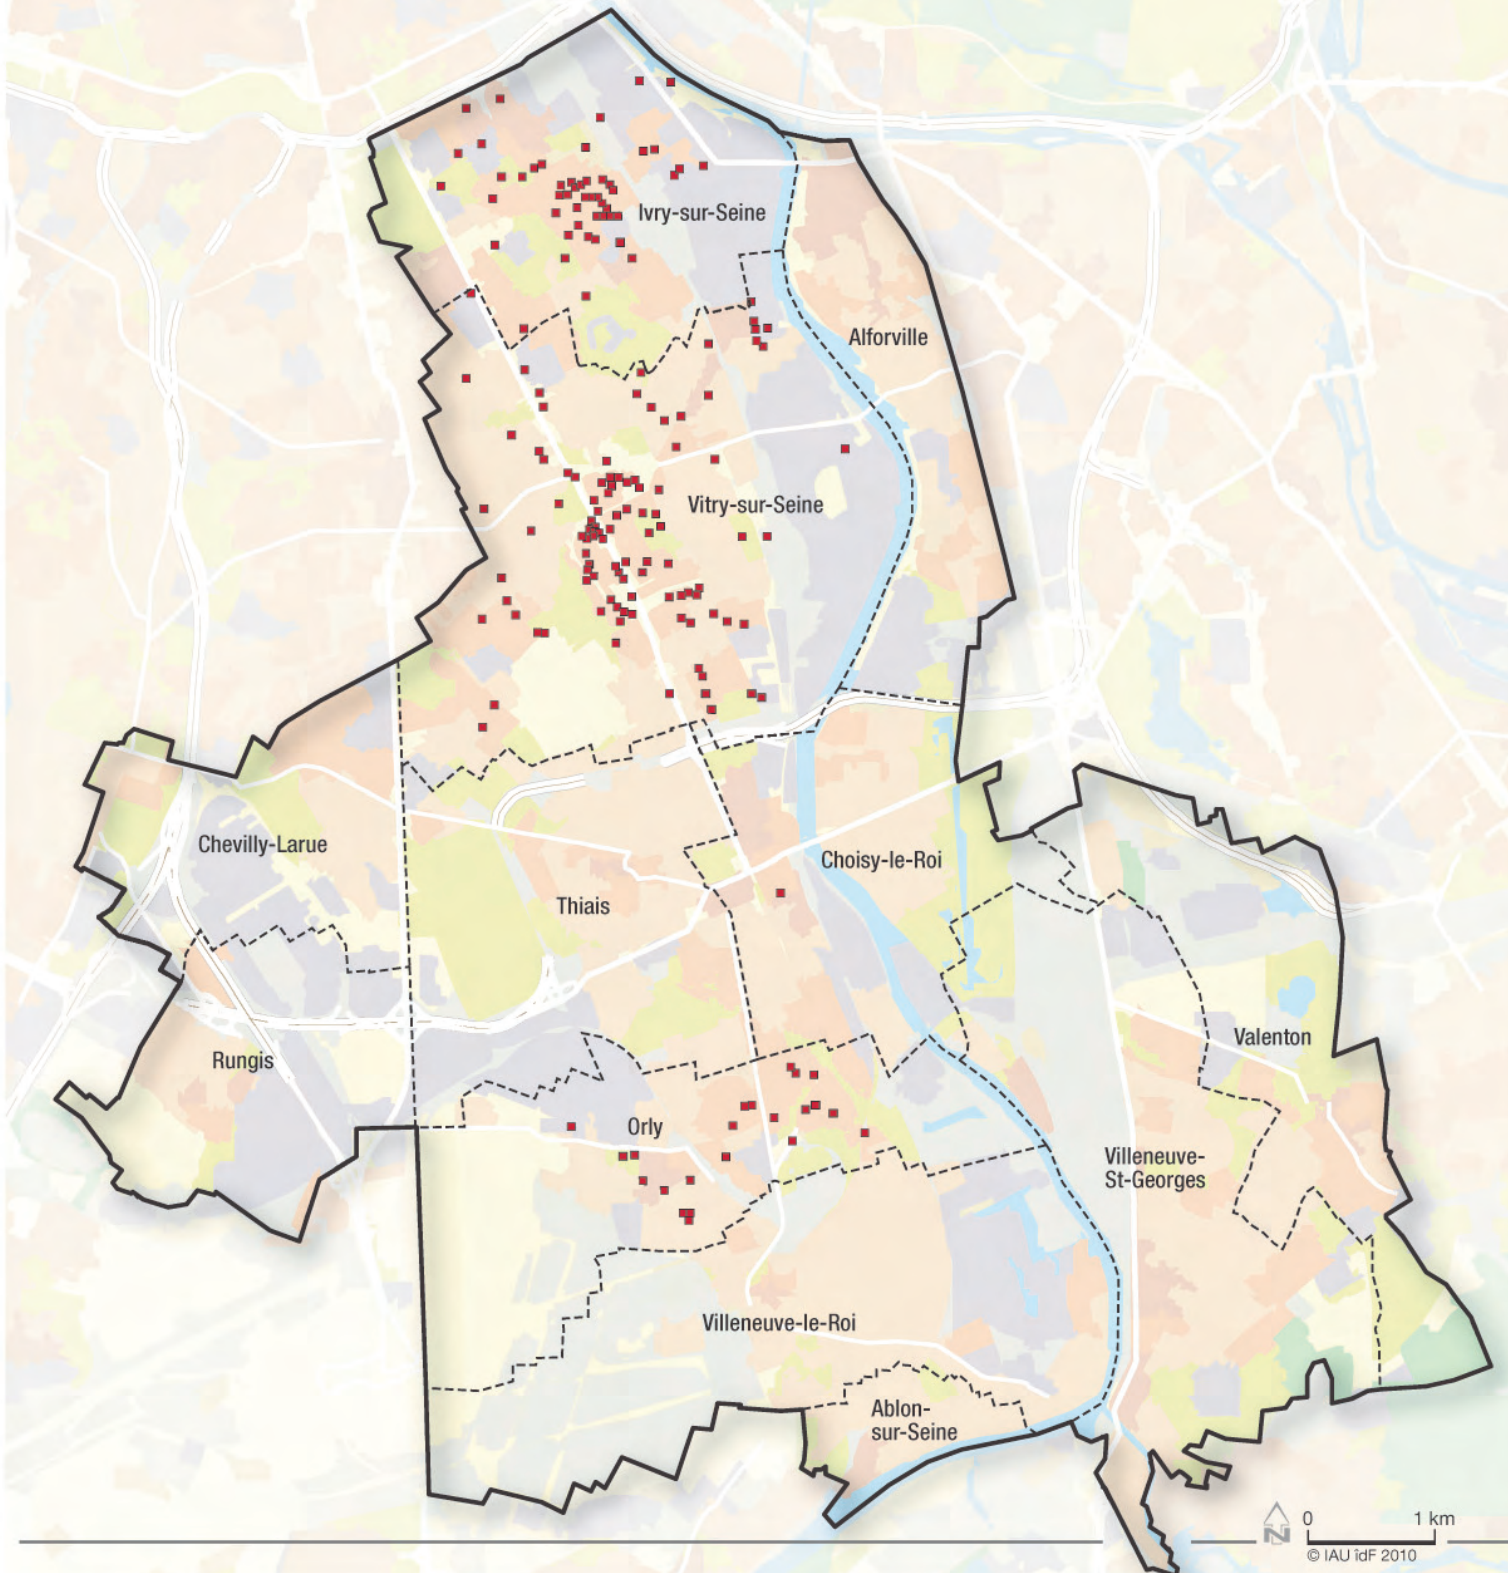 Ivry-sur-Seine
Alforville
Vitry-sur-Seine
Chevilly-Larue
Choisy-le-Roi
Thiais
Rungis
Valenton
Orly
Villeneuve-
St-Georges
Villeneuve-le-Roi
Ablon-
sur-Seine
N
0 1 km
© IAU îdF 2010